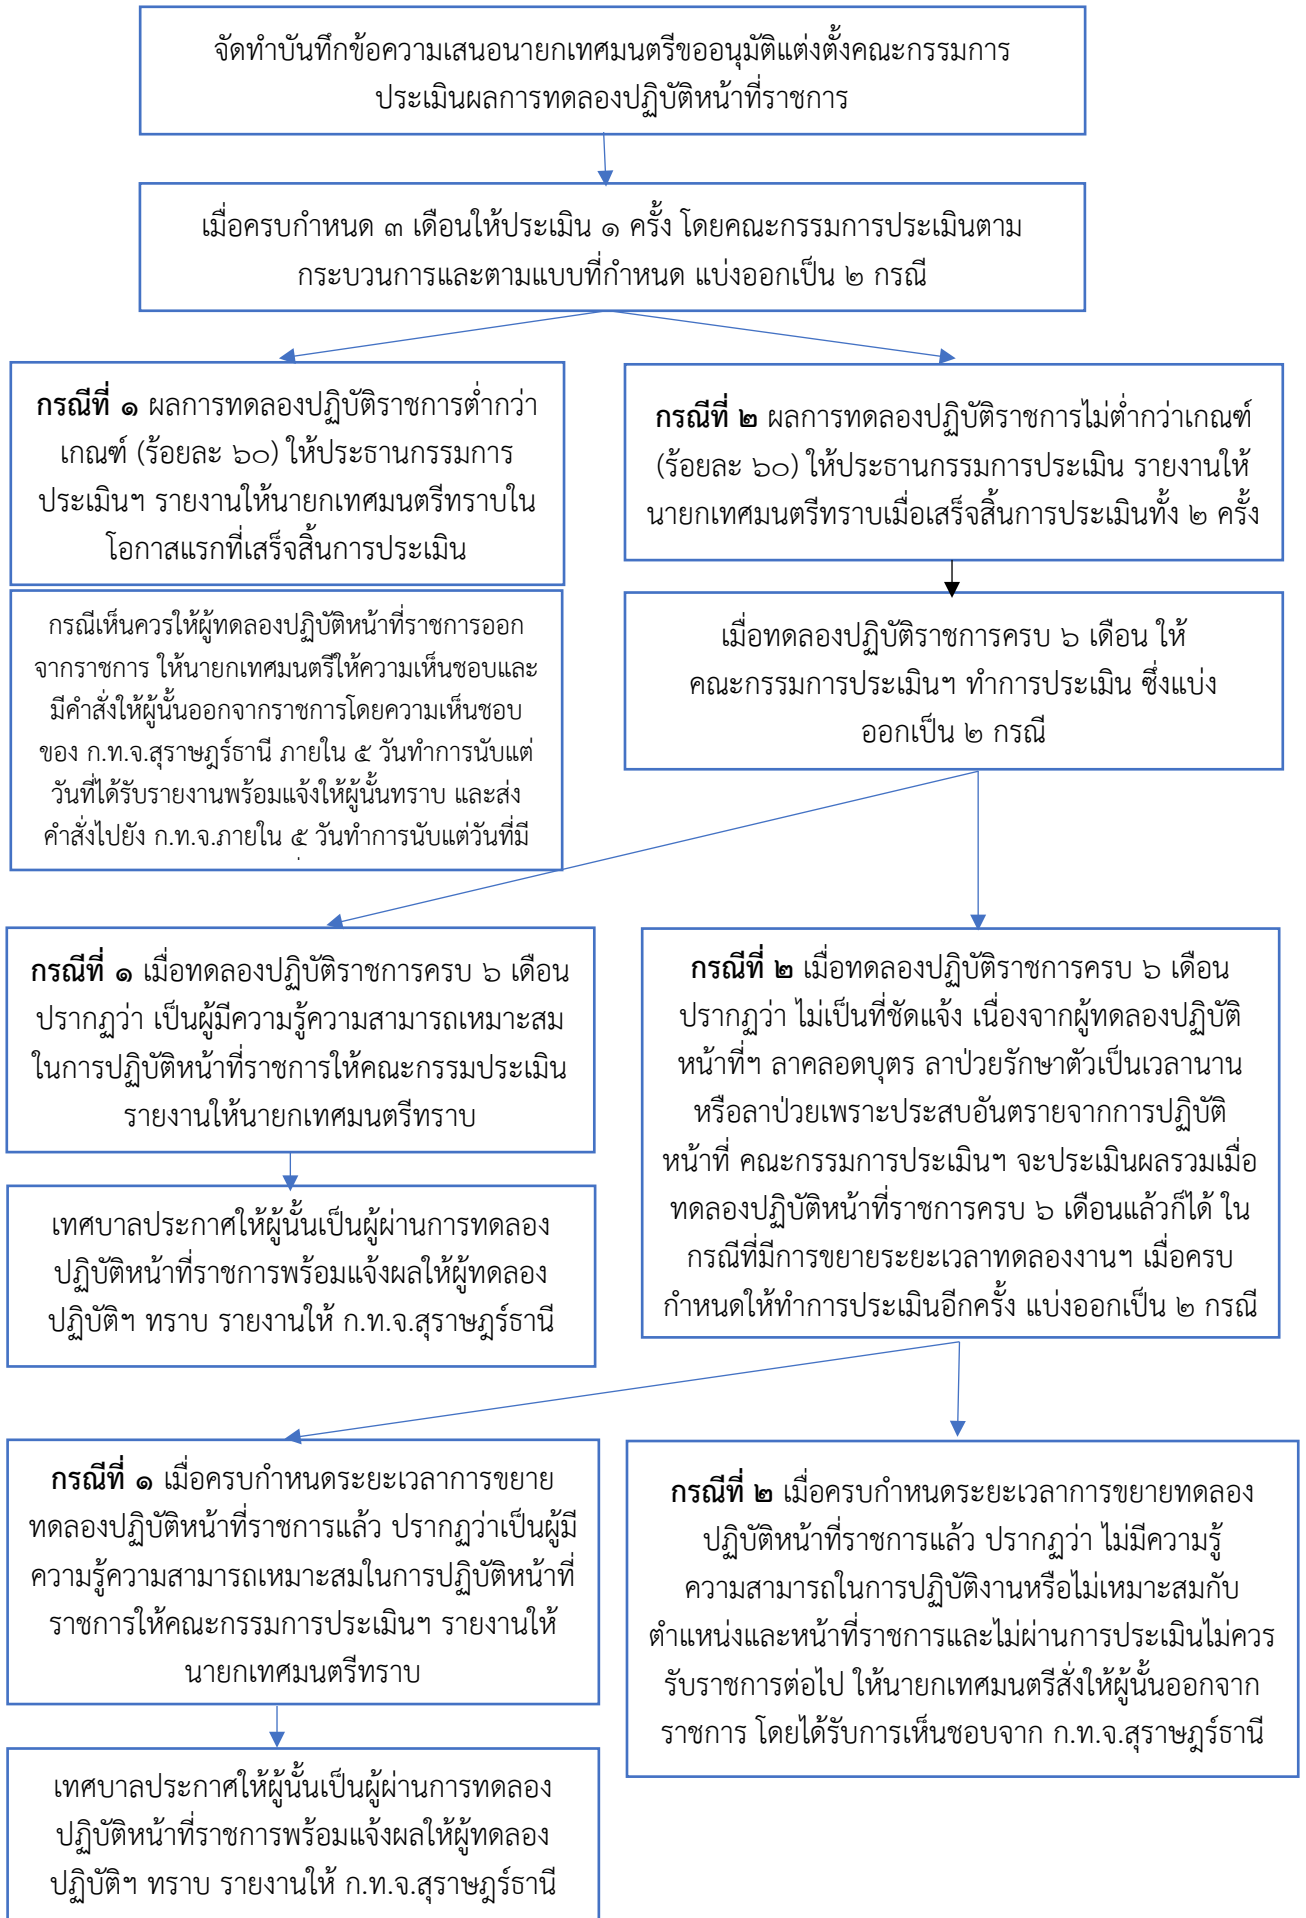 จัดทำบันทึกข้อความเสนอนายกเทศมนตรีขออนุมัติแต่งตั้งคณะกรรมการ
ประเมินผลการทดลองปฏิบัติหน้าที่ราชการ
เมื่อครบกำหนด ๓ เดือนให้ประเมิน ๑ ครั้ง โดยคณะกรรมการประเมินตาม
กระบวนการและตามแบบที่กำหนด แบ่งออกเป็น ๒ กรณี
กรณีที่ ๑ ผลการทดลองปฏิบัติราชการต่ำกว่า
เกณฑ์ (ร้อยละ ๖๐) ให้ประธานกรรมการ
ประเมินฯ รายงานให้นายกเทศมนตรีทราบใน
โอกาสแรกที่เสร็จสิ้นการประเมิน
กรณีที่ ๒ ผลการทดลองปฏิบัติราชการไม่ต่ำกว่าเกณฑ์
(ร้อยละ ๖๐) ให้ประธานกรรมการประเมิน รายงานให้
นายกเทศมนตรีทราบเมื่อเสร็จสิ้นการประเมินทั้ง ๒ ครั้ง
กรณีเห็นควรให้ผู้ทดลองปฏิบัติหน้าที่ราชการออก
จากราชการ ให้นายกเทศมนตรีให้ความเห็นชอบและ
มีคำสั่งให้ผู้นั้นออกจากราชการโดยความเห็นชอบ
ของ ก.ท.จ.สุราษฎร์ธานี ภายใน ๕ วันทำการนับแต่
วันที่ได้รับรายงานพร้อมแจ้งให้ผู้นั้นทราบ และส่ง
คำสั่งไปยัง ก.ท.จ.ภายใน ๕ วันทำการนับแต่วันที่มี
เมื่อทดลองปฏิบัติราชการครบ ๖ เดือน ให้
คณะกรรมการประเมินฯ ทำการประเมิน ซึ่งแบ่ง
ออกเป็น ๒ กรณี
กรณีที่ ๑ เมื่อทดลองปฏิบัติราชการครบ ๖ เดือน
ปรากฏว่า เป็นผู้มีความรู้ความสามารถเหมาะสม
ในการปฏิบัติหน้าที่ราชการให้คณะกรรมประเมิน
รายงานให้นายกเทศมนตรีทราบ
กรณีที่ ๒ เมื่อทดลองปฏิบัติราชการครบ ๖ เดือน
ปรากฏว่า ไม่เป็นที่ชัดแจ้ง เนื่องจากผู้ทดลองปฏิบัติ
หน้าที่ฯ ลาคลอดบุตร ลาป่วยรักษาตัวเป็นเวลานาน
หรือลาป่วยเพราะประสบอันตรายจากการปฏิบัติ
หน้าที่ คณะกรรมการประเมินฯ จะประเมินผลรวมเมื่อ
ทดลองปฏิบัติหน้าที่ราชการครบ ๖ เดือนแล้วก็ได้ ใน
กรณีที่มีการขยายระยะเวลาทดลองงานฯ เมื่อครบ
กำหนดให้ทำการประเมินอีกครั้ง แบ่งออกเป็น ๒ กรณี
เทศบาลประกาศให้ผู้นั้นเป็นผู้ผ่านการทดลอง
ปฏิบัติหน้าที่ราชการพร้อมแจ้งผลให้ผู้ทดลอง
ปฏิบัติฯ ทราบ รายงานให้ ก.ท.จ.สุราษฎร์ธานี
กรณีที่ ๑ เมื่อครบกำหนดระยะเวลาการขยาย
ทดลองปฏิบัติหน้าที่ราชการแล้ว ปรากฏว่าเป็นผู้มี
ความรู้ความสามารถเหมาะสมในการปฏิบัติหน้าที่
ราชการให้คณะกรรมการประเมินฯ รายงานให้
นายกเทศมนตรีทราบ
กรณีที่ ๒ เมื่อครบกำหนดระยะเวลาการขยายทดลอง
ปฏิบัติหน้าที่ราชการแล้ว ปรากฏว่า ไม่มีความรู้
ความสามารถในการปฏิบัติงานหรือไม่เหมาะสมกับ
ตำแหน่งและหน้าที่ราชการและไม่ผ่านการประเมินไม่ควร
รับราชการต่อไป ให้นายกเทศมนตรีสั่งให้ผู้นั้นออกจาก
ราชการ โดยได้รับการเห็นชอบจาก ก.ท.จ.สุราษฎร์ธานี
เทศบาลประกาศให้ผู้นั้นเป็นผู้ผ่านการทดลอง
ปฏิบัติหน้าที่ราชการพร้อมแจ้งผลให้ผู้ทดลอง
ปฏิบัติฯ ทราบ รายงานให้ ก.ท.จ.สุราษฎร์ธานี